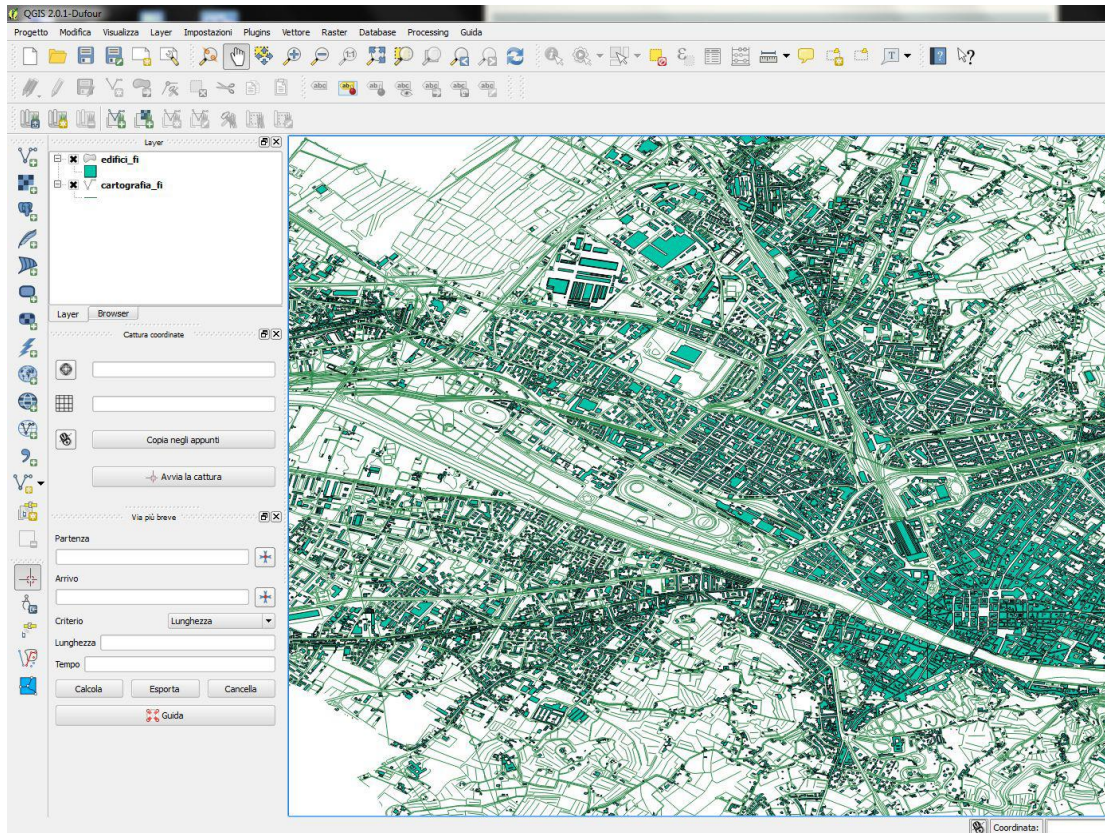 QGIS 2.0.1-Dufour
Progetto Modifica Visualizza Layer Impostazioni Plugins Vettore Raster Database Processing Guida
Layer
edifici_fi
cartografia_fi
Layer Browser
Cattura coordinate
Copia negli appunti
Avvia la cattura
Via più breve
Partenza
Arrivo
Criterio Lunghezza
Lunghezza
Tempo
Calcola Esporta Cancella
Guida
Coordinata: